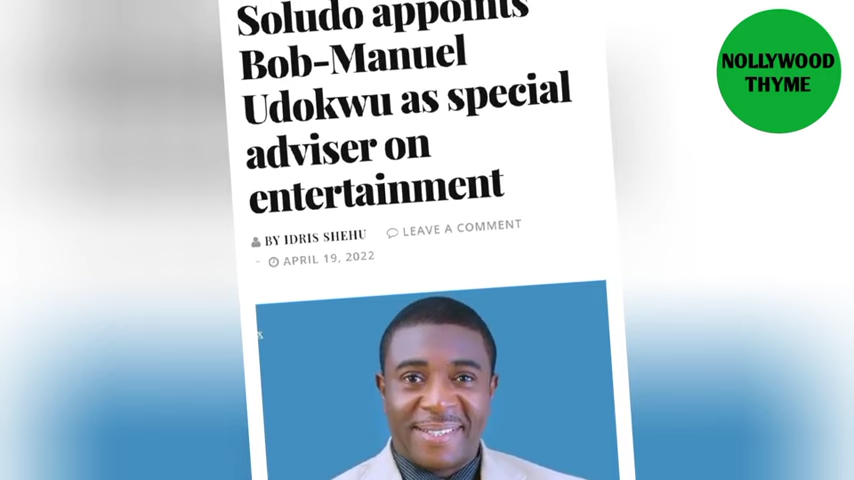 Soludo appoints
Bob-Manuel
Udokwu as special
adviser on
entertainment
BY IDRIS SHEHU LEAVE A COMMENT
- APRIL 19, 2022
NOLLYWOOD
THYME